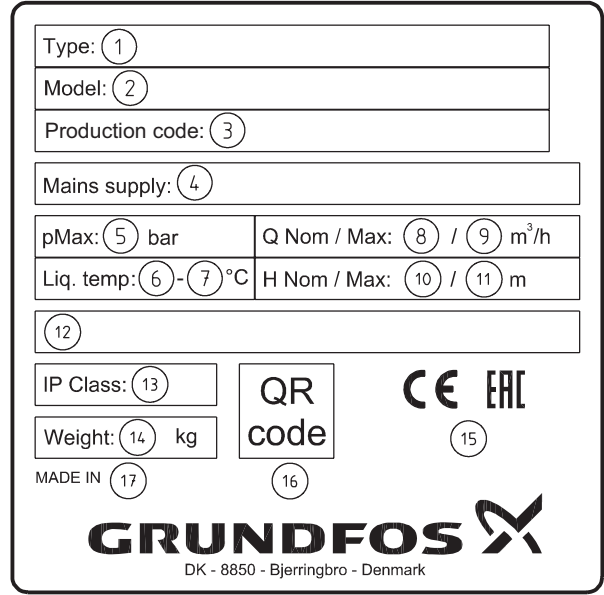 Type: 1
Model: 2
Production code: 3
Mains supply: 4
pMax: 5 bar
Q Nom / Max: 8 / 9 m³/h
Liq. temp: 6 - 7 °C
H Nom / Max: 10 / 11 m
12
IP Class: 13
QR
code
CE EAC
Weight: 14 kg
15
MADE IN 17
16
GRUNDFOS
DK - 8850 - Bjerringbro - Denmark